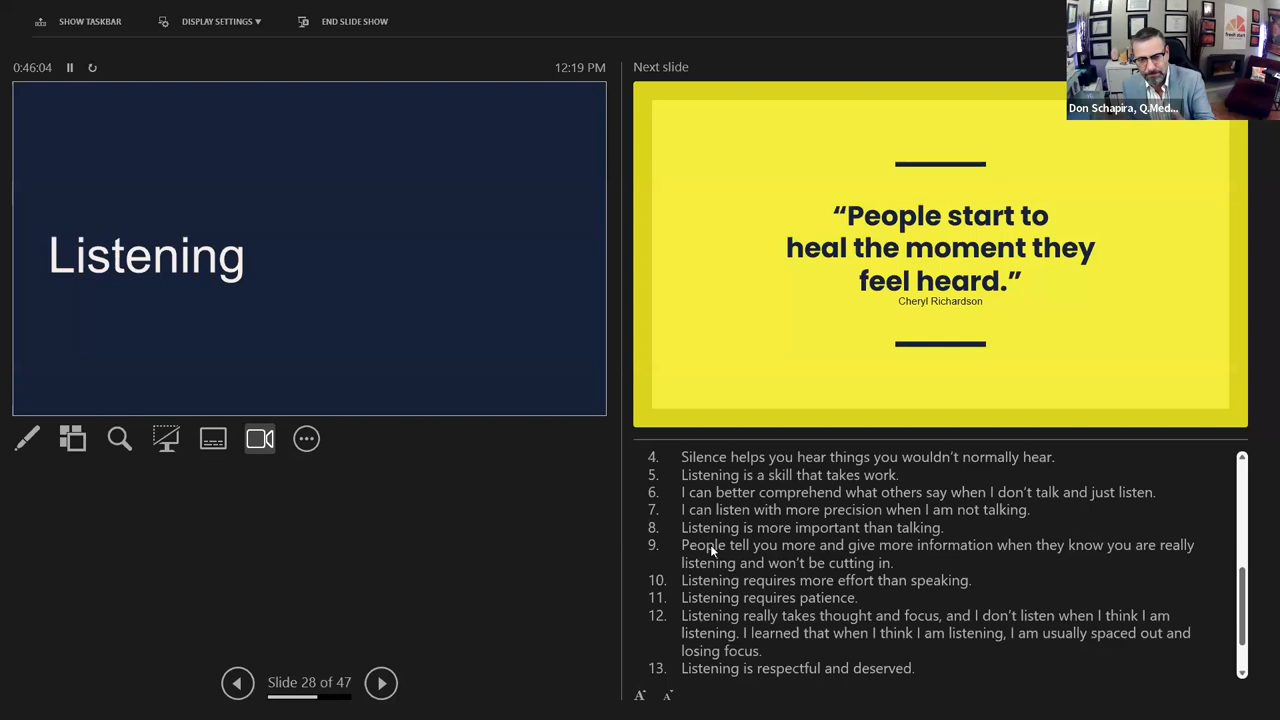 SHOW TASKBAR
DISPLAY SETTINGS ▾
END SLIDE SHOW
0:46:04
12:19 PM
Next slide
fresh start
Don Schapira, Q.Med...
Listening
“People start to
heal the moment they
feel heard.”
Cheryl Richardson
4. Silence helps you hear things you wouldn’t normally hear.
5. Listening is a skill that takes work.
6. I can better comprehend what others say when I don’t talk and just listen.
7. I can listen with more precision when I am not talking.
8. Listening is more important than talking.
9. People tell you more and give more information when they know you are really
listening and won’t be cutting in.
10. Listening requires more effort than speaking.
11. Listening requires patience.
12. Listening really takes thought and focus, and I don’t listen when I think I am
listening. I learned that when I think I am listening, I am usually spaced out and
losing focus.
13. Listening is respectful and deserved.
Slide 28 of 47
A A